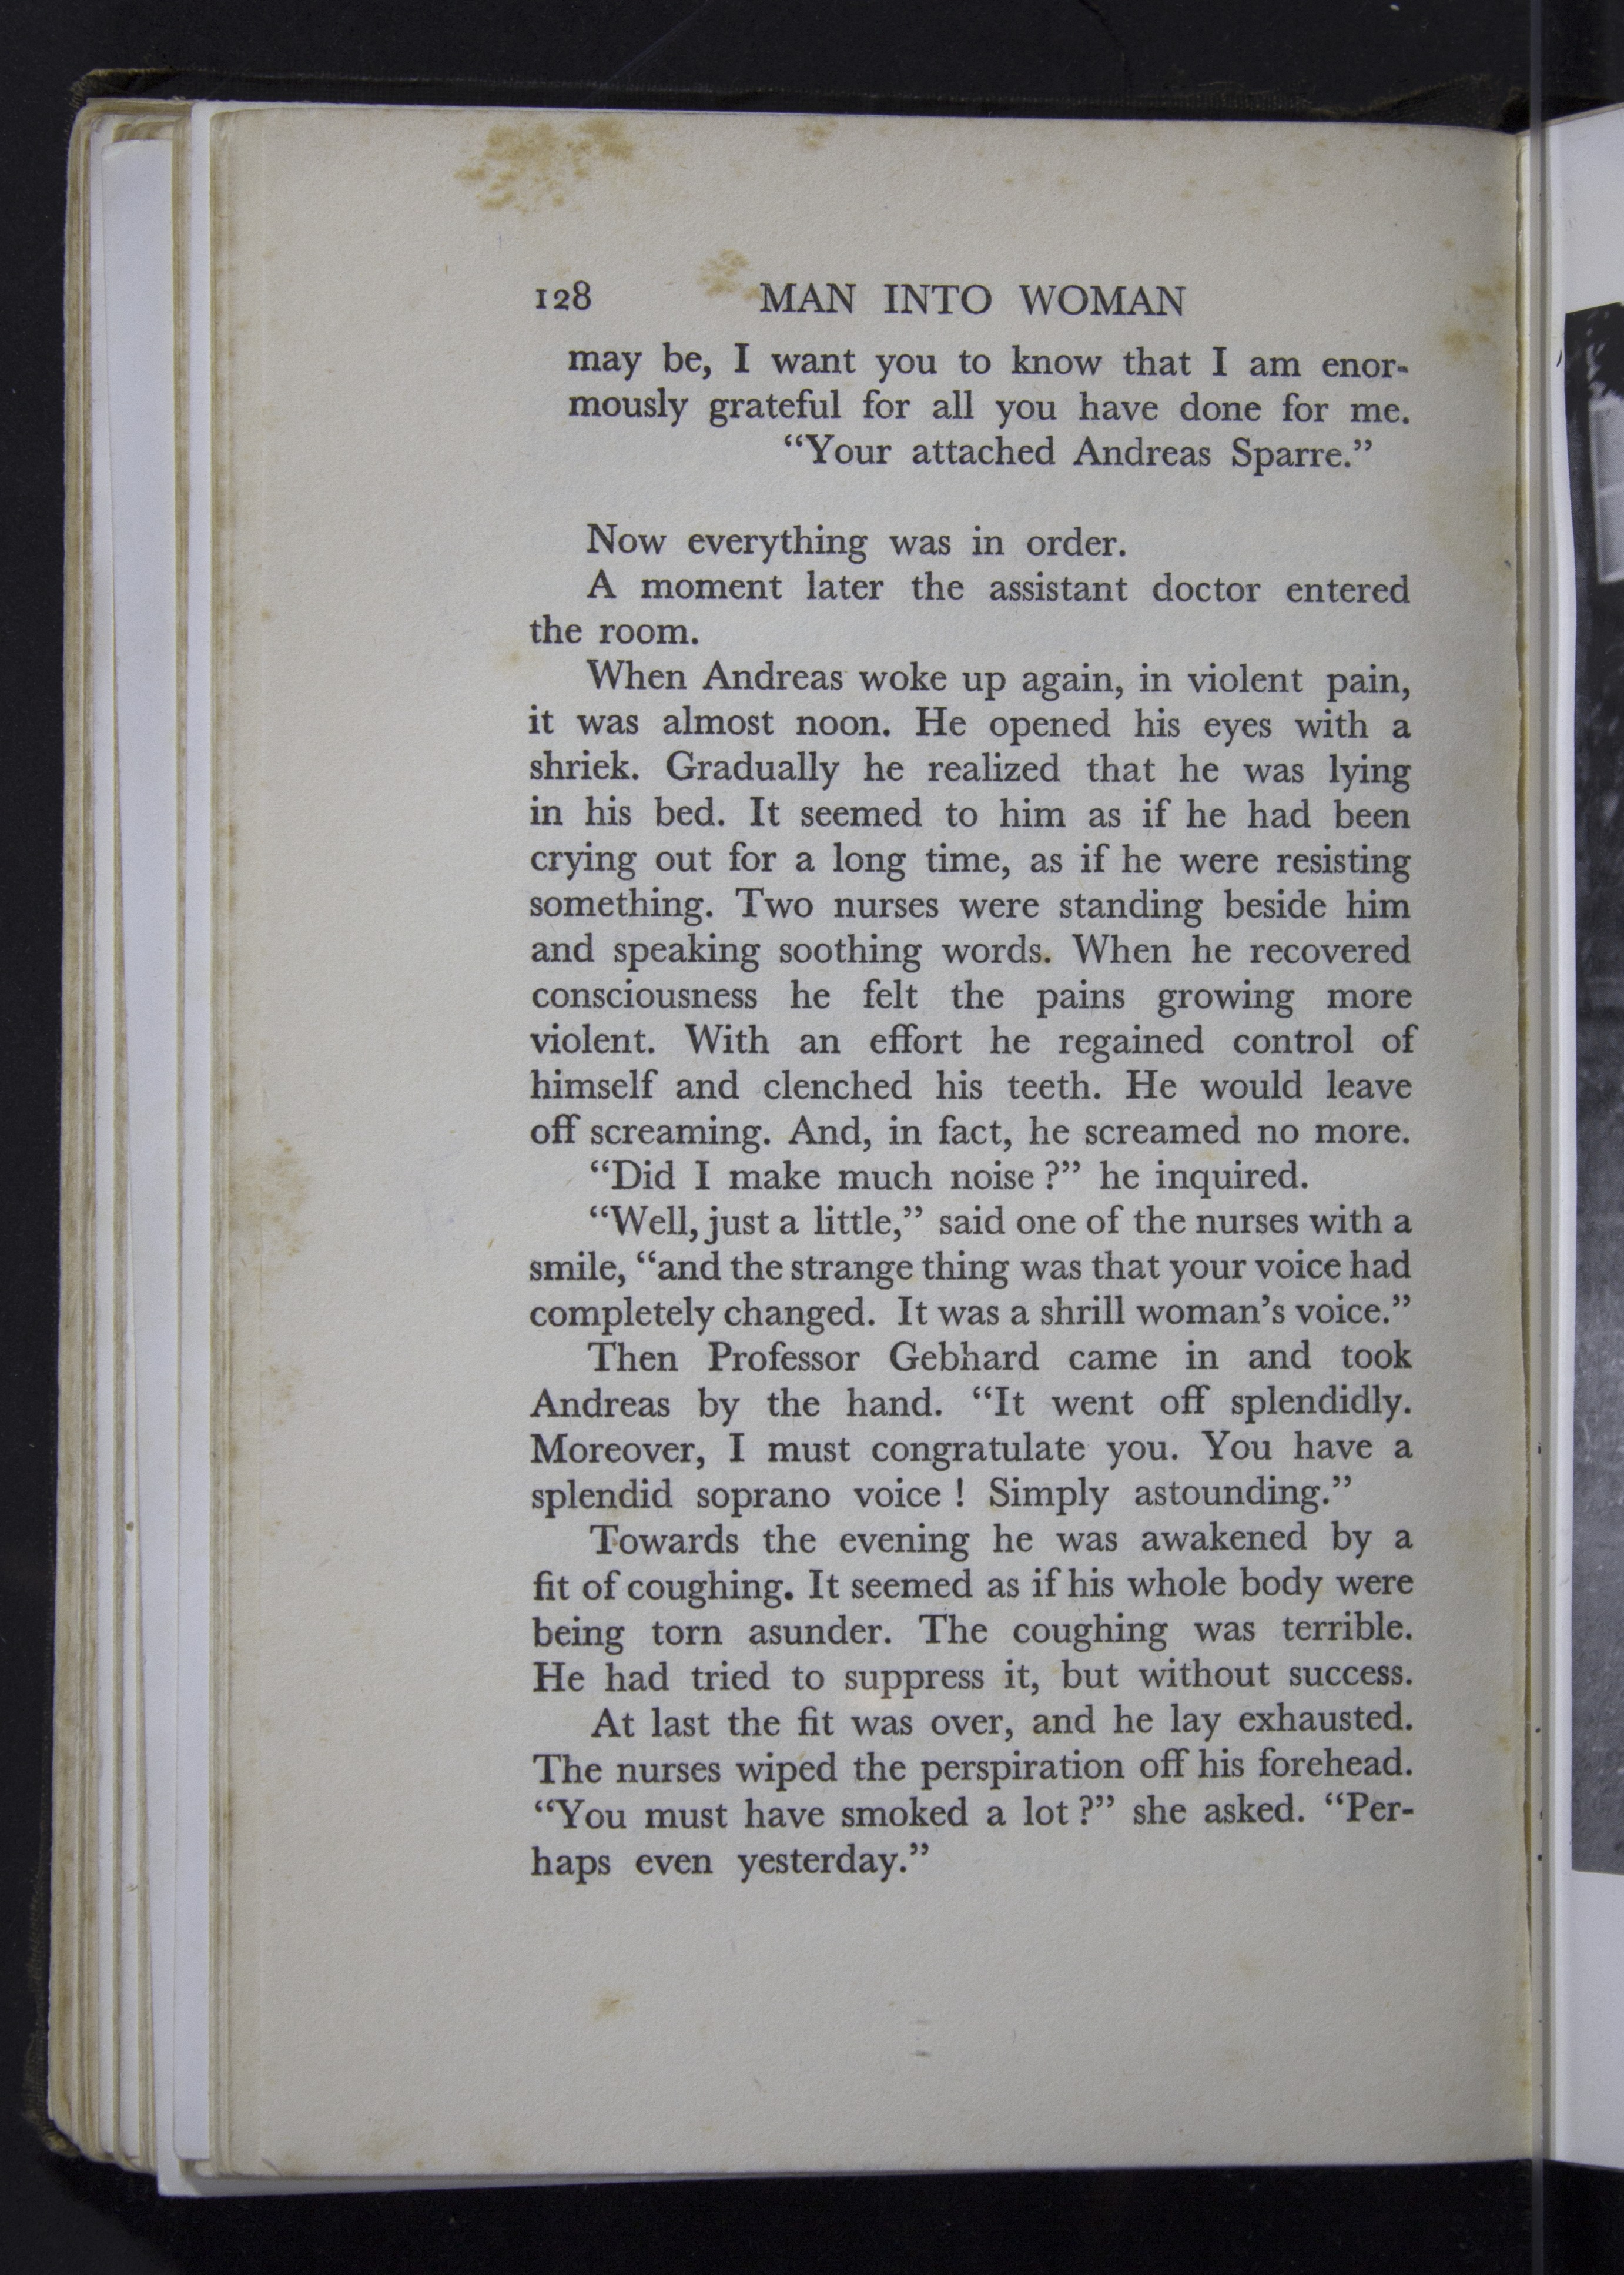 128 MAN INTO WOMAN
may be, I want you to know that I am enor-
mously grateful for all you have done for me.
“Your attached Andreas Sparre.”
Now everything was in order.
A moment later the assistant doctor entered
the room.
When Andreas woke up again, in violent pain,
it was almost noon. He opened his eyes with a
shriek. Gradually he realized that he was lying
in his bed. It seemed to him as if he had been
crying out for a long time, as if he were resisting
something. Two nurses were standing beside him
and speaking soothing words. When he recovered
consciousness he felt the pains growing more
violent. With an effort he regained control of
himself and clenched his teeth. He would leave
off screaming. And, in fact, he screamed no more.
“Did I make much noise ?” he inquired.
“Well, just a little,” said one of the nurses with a
smile, “and the strange thing was that your voice had
completely changed. It was a shrill woman’s voice.”
Then Professor Gebhard came in and took
Andreas by the hand. “It went off splendidly.
Moreover, I must congratulate you. You have a
splendid soprano voice ! Simply astounding.”
Towards the evening he was awakened by a
fit of coughing. It seemed as if his whole body were
being torn asunder. The coughing was terrible.
He had tried to suppress it, but without success.
At last the fit was over, and he lay exhausted.
The nurses wiped the perspiration off his forehead.
“You must have smoked a lot ?” she asked. “Per-
haps even yesterday.”